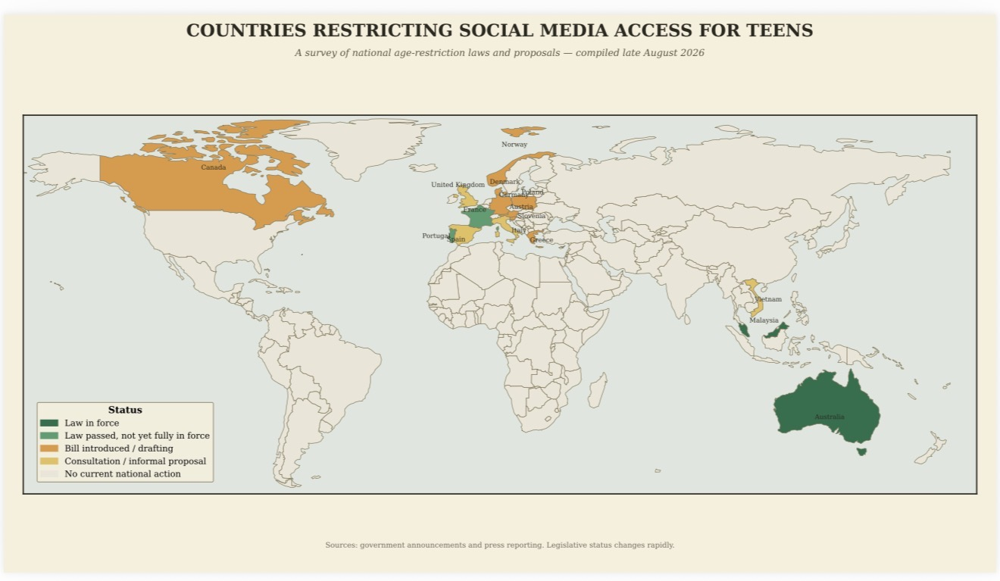 COUNTRIES RESTRICTING SOCIAL MEDIA ACCESS FOR TEENS
A survey of national age-restriction laws and proposals — compiled late August 2026
Norway
Canada
United Kingdom
Denmark
Germany
Poland
France
Austria
Slovenia
Italy
Portugal
Spain
Greece
Vietnam
Malaysia
Australia
Status
Law in force
Law passed, not yet fully in force
Bill introduced / drafting
Consultation / informal proposal
No current national action
Sources: government announcements and press reporting. Legislative status changes rapidly.